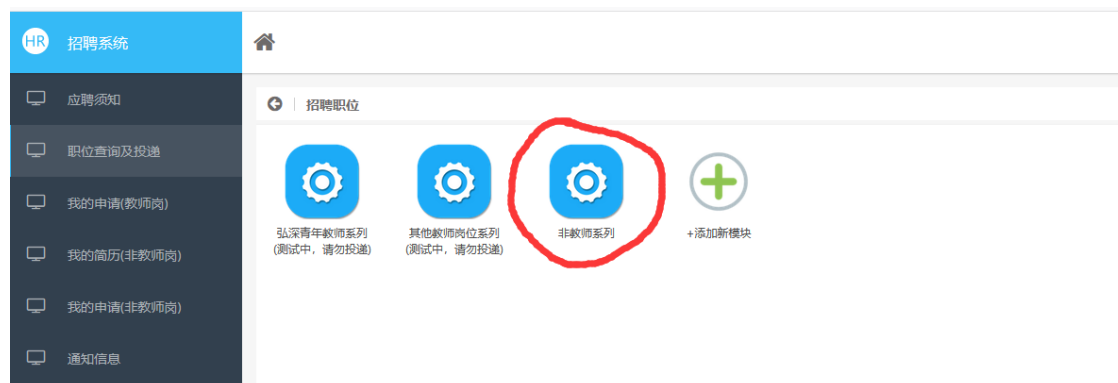 HR 招聘系统
应聘须知
职位查询及投递
我的申请(教师岗)
我的简历(非教师岗)
我的申请(非教师岗)
通知信息
招聘职位
弘深青年教师系列
(测试中，请勿投递)
其他教师岗位系列
(测试中，请勿投递)
非教师系列
+添加新模块